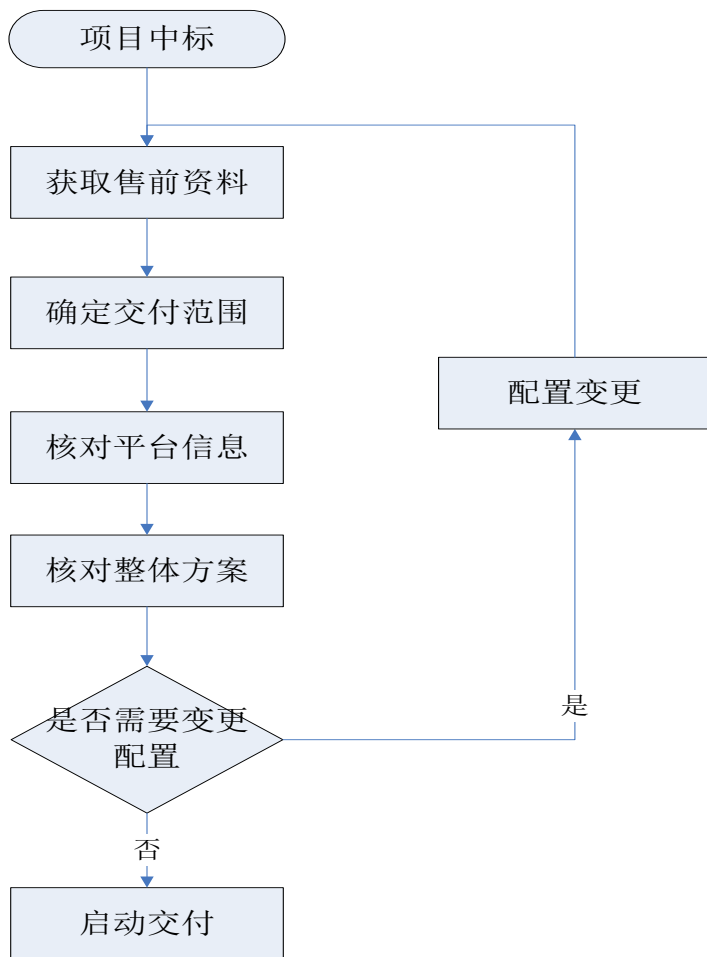 项目中标
获取售前资料
确定交付范围
配置变更
核对平台信息
核对整体方案
是否需要变更
配置
是
否
启动交付